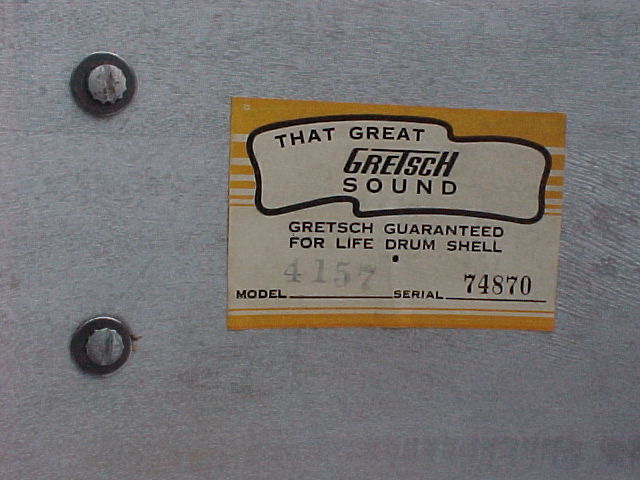 THAT GREAT
GRETSCH
SOUND
GRETSCH GUARANTEED
FOR LIFE DRUM SHELL
MODEL 4157 SERIAL 74870